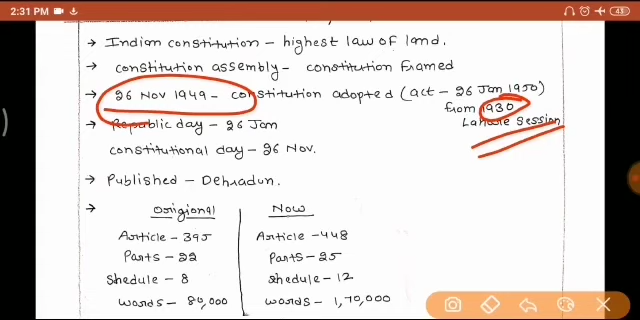 2:31 PM
43
→ Indian constitution – highest law of land.
→ constitution assembly – constitution framed
→ 26 Nov 1949 – constitution adopted (act – 26 Jan 1950)
from 1930
Lahore Session
→ Republic day – 26 Jan
constitutional day – 26 Nov.
→ Published – Dehradun.
→ Origional Now
Article – 395 Article – 448
Parts – 22 Parts – 25
Shedule – 8 Shedule – 12
words – 80,000 words – 1,70,000